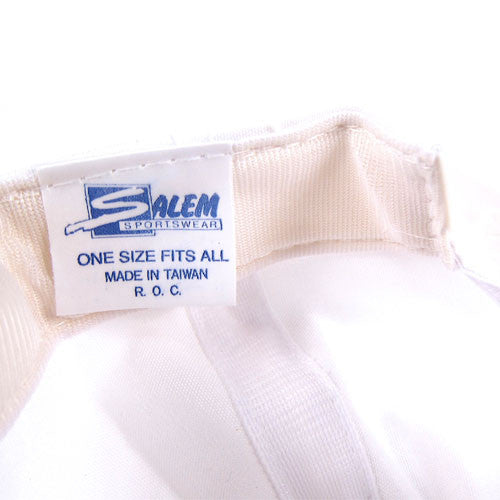 SALEM
SPORTSWEAR
ONE SIZE FITS ALL
MADE IN TAIWAN
R. O. C.